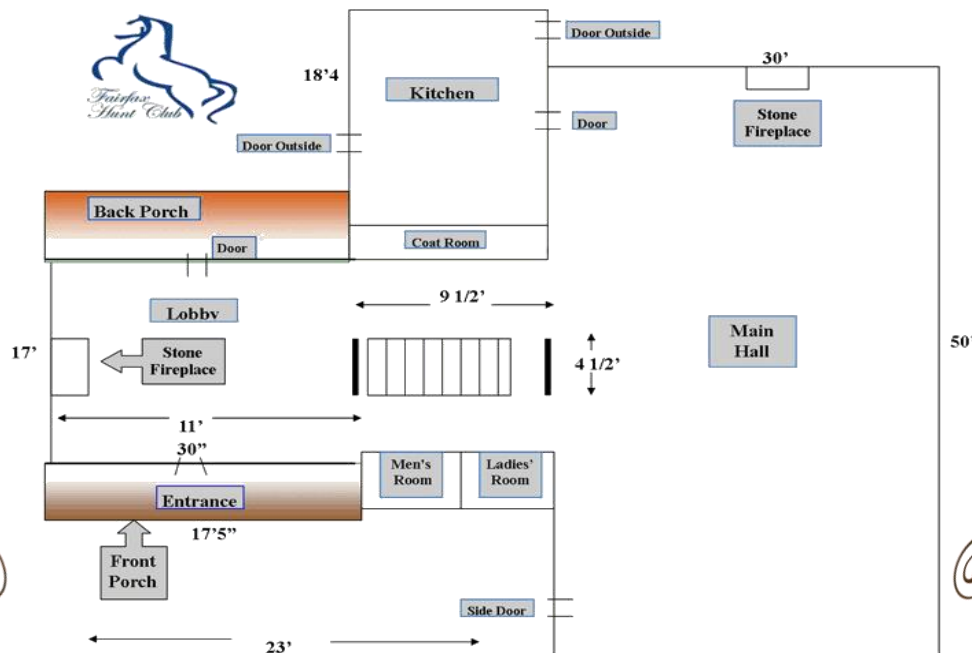 Door Outside
30'
18'4
Kitchen
Fairfax
Hunt Club
Stone
Fireplace
Door
Door Outside
Back Porch
Coat Room
Door
9 1/2'
Lobby
Main
Hall
17'
Stone
Fireplace
4 1/2'
50'
11'
30"
Men's
Room
Ladies'
Room
Entrance
17'5"
Front
Porch
Side Door
23'